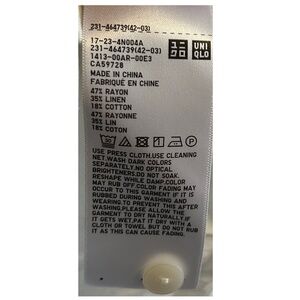 231-464739(42-03)
17-23-4N004A
231-464739(42-03)
1413-00AR-00E3
CA59728
MADE IN CHINA
FABRIQUÉ EN CHINE
UNI
QLO
47% RAYON
35% LINEN
18% COTTON
47% RAYONNE
35% LIN
18% COTON
USE PRESS CLOTH.USE CLEANING
NET.WASH DARK COLORS
SEPARATELY.NO OPTICAL
BRIGHTENERS.DO NOT SOAK.
RESHAPE WHILE DAMP.COLOR
MAY RUB OFF.COLOR FADING MAY
OCCUR TO THIS GARMENT IF IT IS
RUBBED DURING WASHING AND
WEARING.TO PREVENT THIS AFTER
WASHING,PLEASE ALLOW THE
GARMENT TO DRY NATURALLY.IF
IT GETS WET,PAT IT DRY WITH A
CLOTH OR TOWEL BUT DO NOT RUB
IT AS THIS CAN CAUSE FADING.